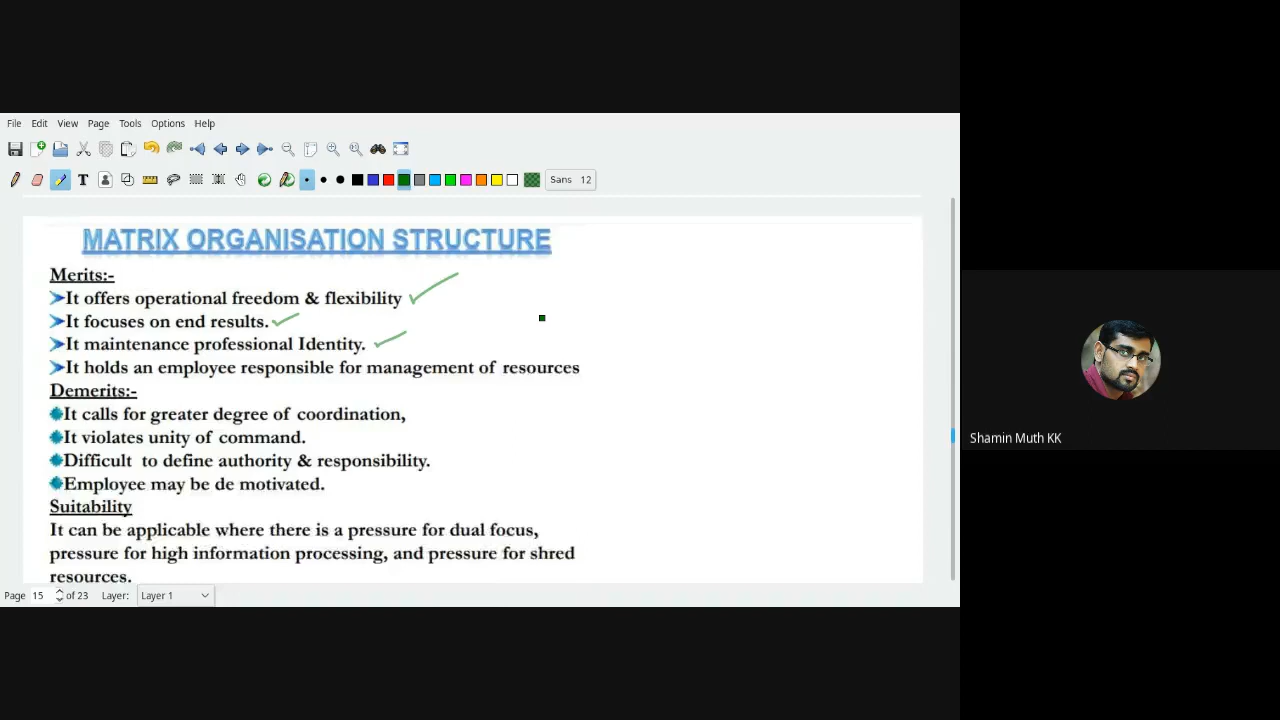 File Edit View Page Tools Options Help
T Sans 12
MATRIX ORGANISATION STRUCTURE
Merits:-
It offers operational freedom & flexibility
It focuses on end results.
It maintenance professional Identity.
It holds an employee responsible for management of resources
Demerits:-
It calls for greater degree of coordination,
It violates unity of command.
Difficult to define authority & responsibility.
Employee may be de motivated.
Suitability
It can be applicable where there is a pressure for dual focus,
pressure for high information processing, and pressure for shred
resources.
Page 15 of 23 Layer: Layer 1
Shamin Muth KK